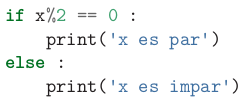 if x%2 == 0 :
    print('x es par')
else :
    print('x es impar')